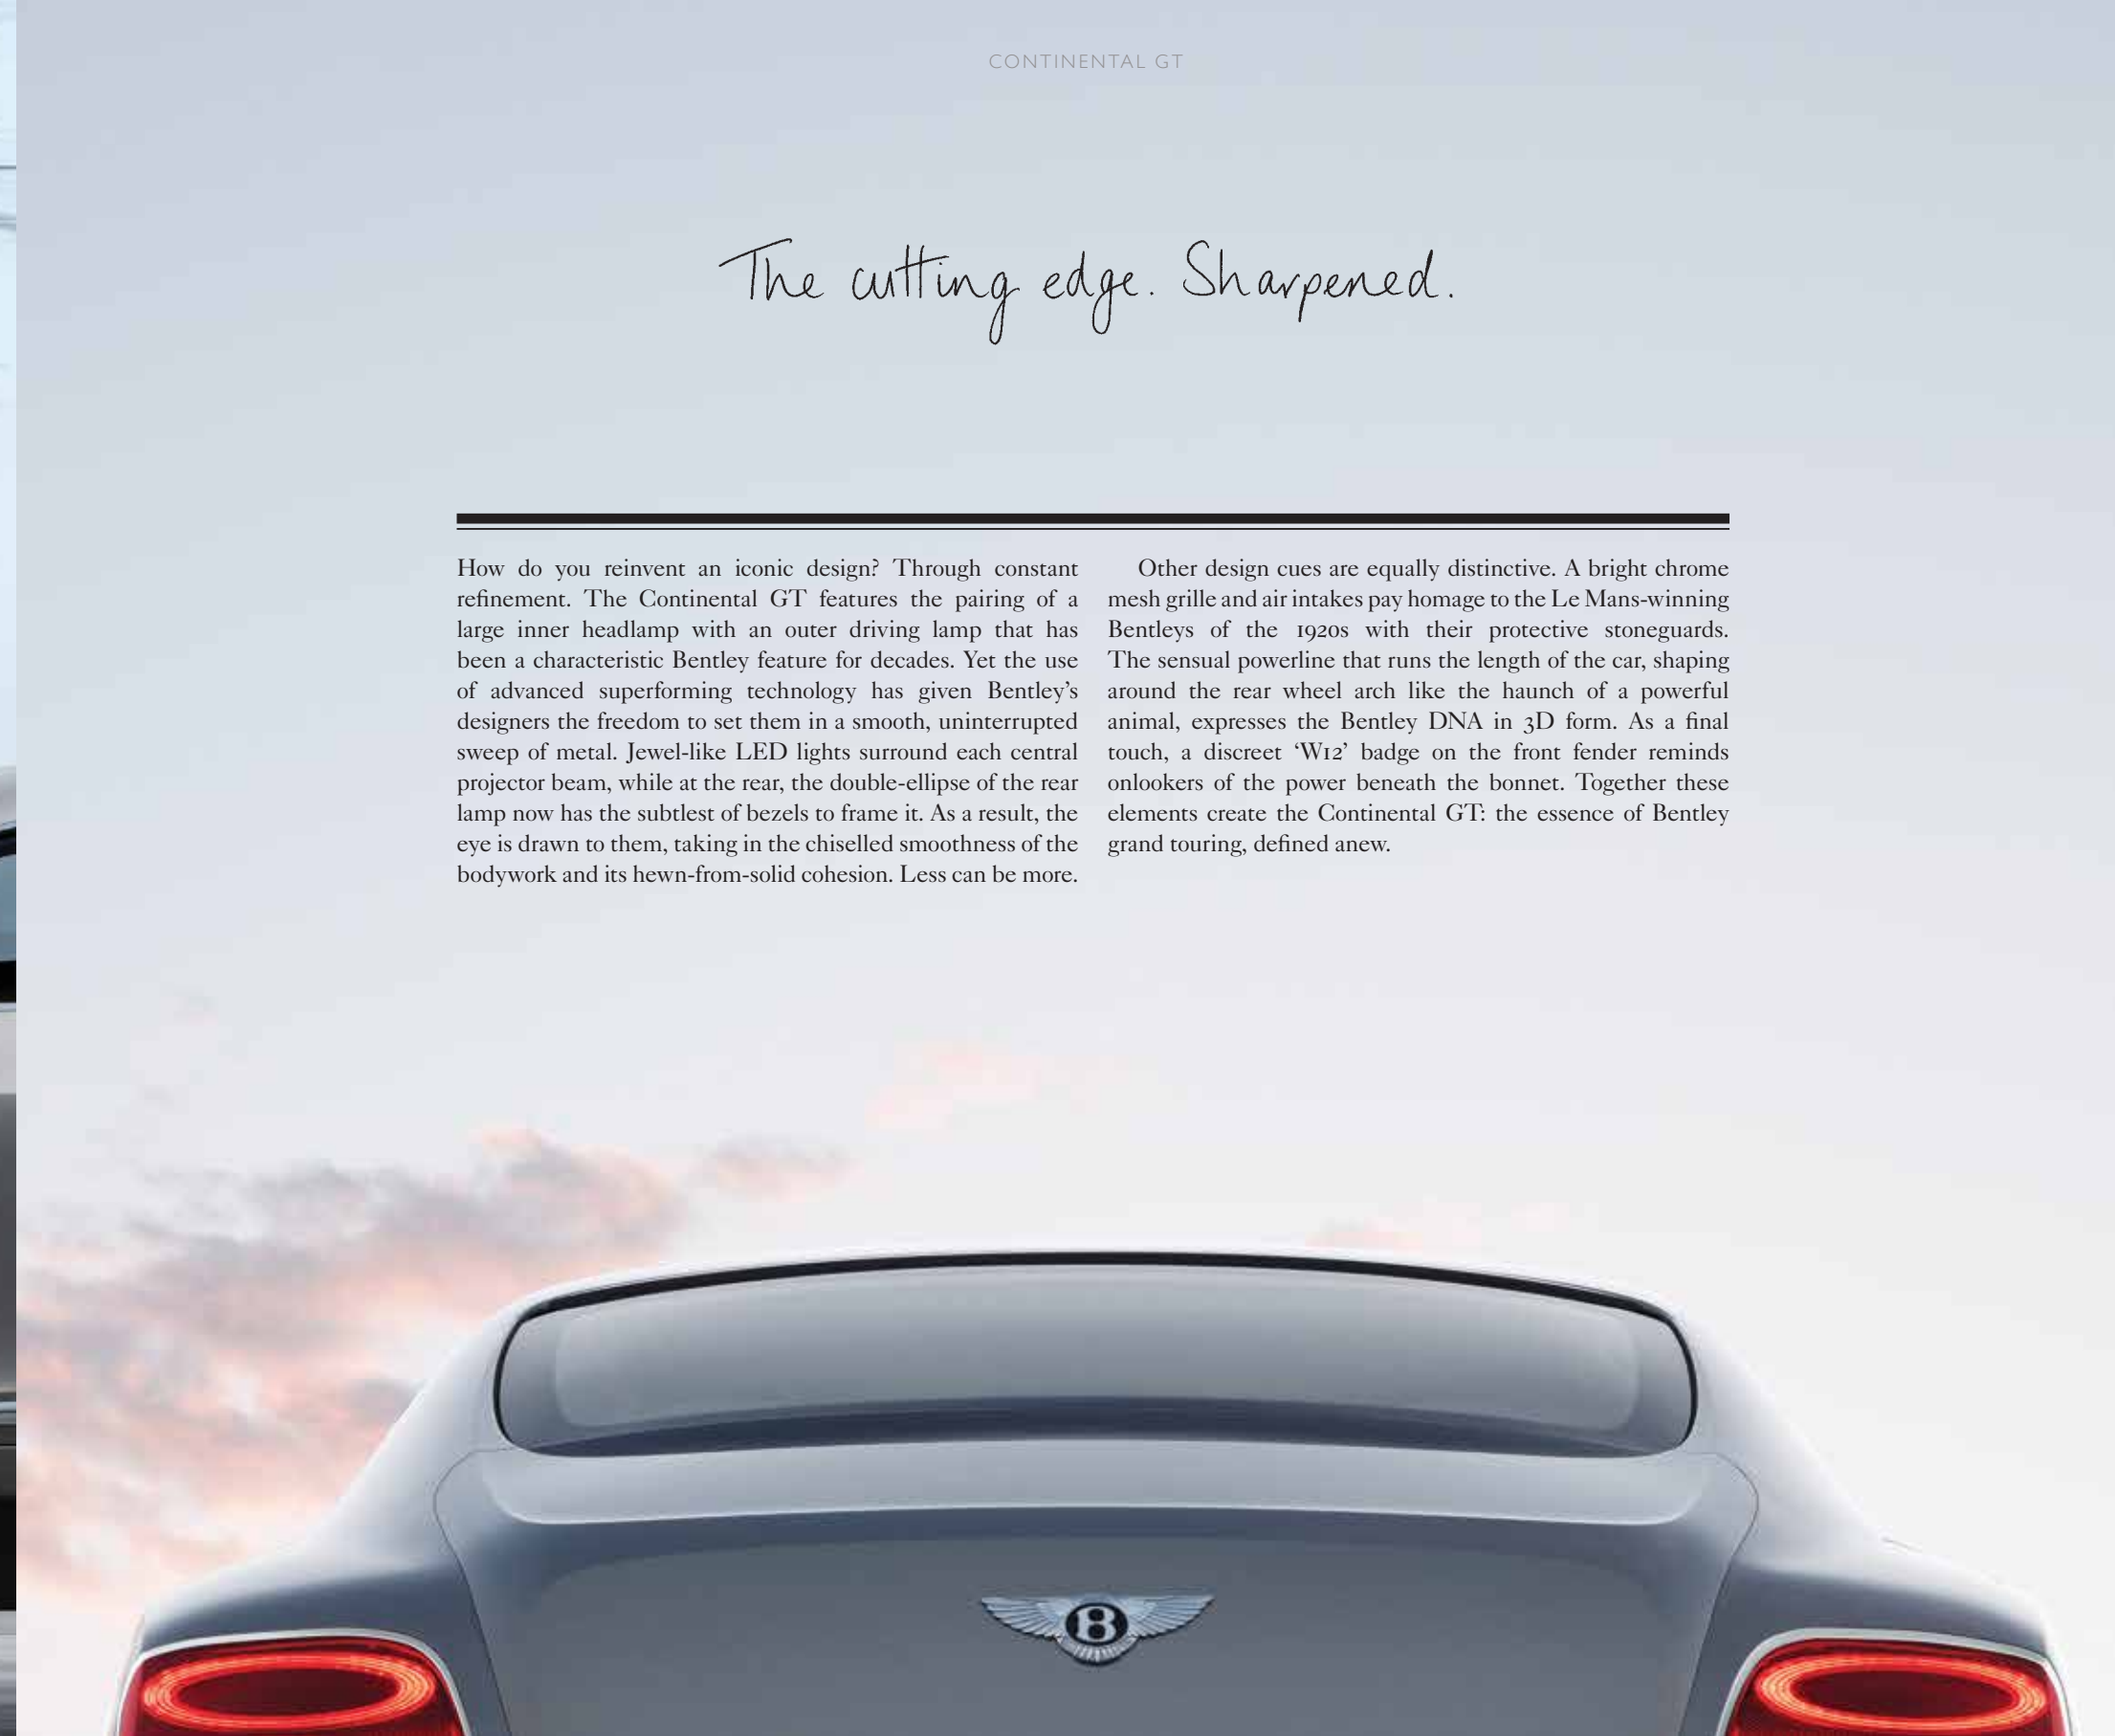 CONTINENTAL GT
The cutting edge. Sharpened.
How do you reinvent an iconic design? Through constant
refinement. The Continental GT features the pairing of a
large inner headlamp with an outer driving lamp that has
been a characteristic Bentley feature for decades. Yet the use
of advanced superforming technology has given Bentley’s
designers the freedom to set them in a smooth, uninterrupted
sweep of metal. Jewel-like LED lights surround each central
projector beam, while at the rear, the double-ellipse of the rear
lamp now has the subtlest of bezels to frame it. As a result, the
eye is drawn to them, taking in the chiselled smoothness of the
bodywork and its hewn-from-solid cohesion. Less can be more.
Other design cues are equally distinctive. A bright chrome
mesh grille and air intakes pay homage to the Le Mans-winning
Bentleys of the 1920s with their protective stoneguards.
The sensual powerline that runs the length of the car, shaping
around the rear wheel arch like the haunch of a powerful
animal, expresses the Bentley DNA in 3D form. As a final
touch, a discreet ‘W12’ badge on the front fender reminds
onlookers of the power beneath the bonnet. Together these
elements create the Continental GT: the essence of Bentley
grand touring, defined anew.
B